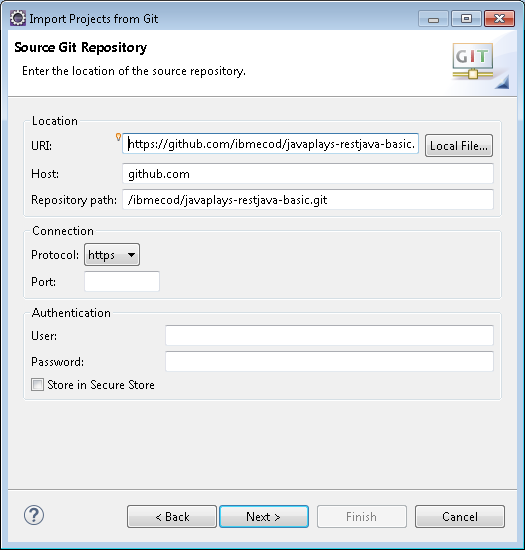 Import Projects from Git
Source Git Repository
Enter the location of the source repository.
GIT
Location
URI: https://github.com/ibmecod/javaplays-restjava-basic. Local File...
Host: github.com
Repository path: /ibmecod/javaplays-restjava-basic.git
Connection
Protocol: https
Port:
Authentication
User:
Password:
Store in Secure Store
? < Back Next > Finish Cancel